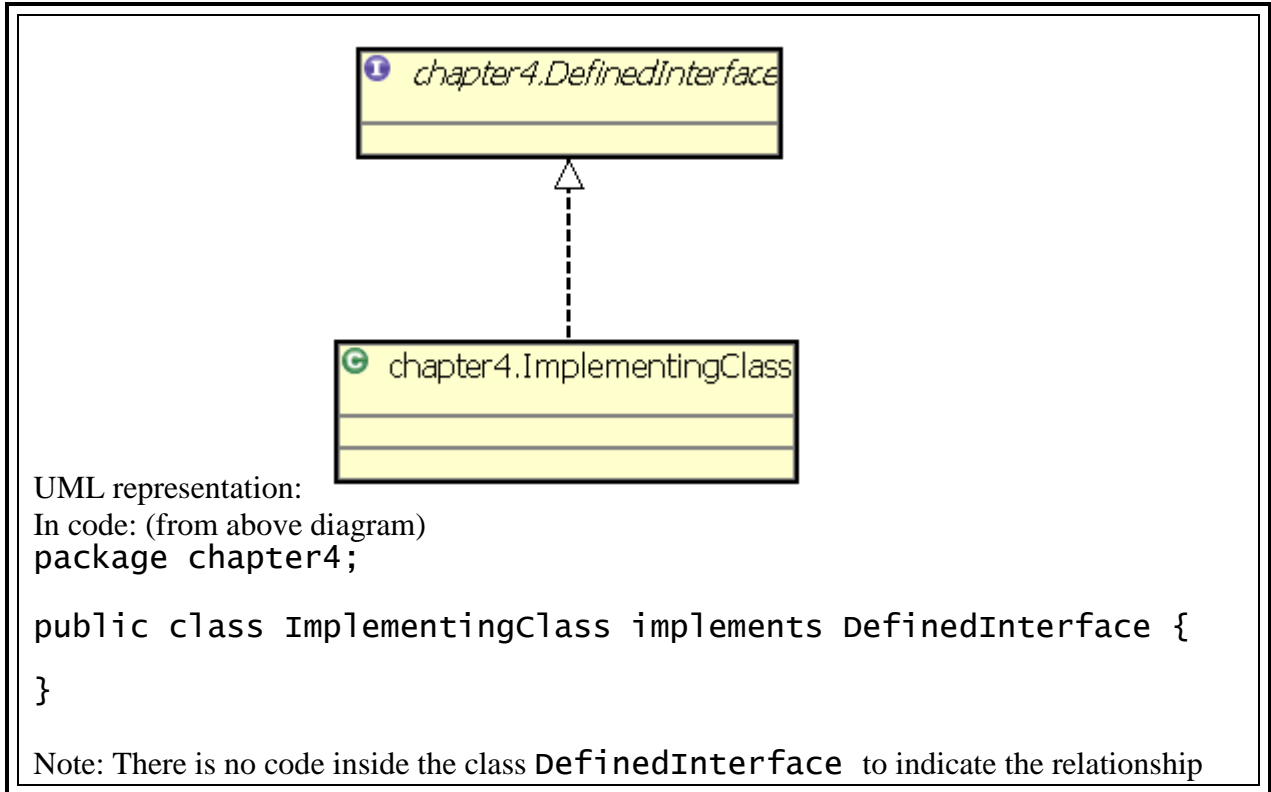 I chapter4.DefinedInterface
C chapter4.ImplementingClass
UML representation:
In code: (from above diagram)
package chapter4;
public class ImplementingClass implements DefinedInterface {
}
Note: There is no code inside the class DefinedInterface to indicate the relationship